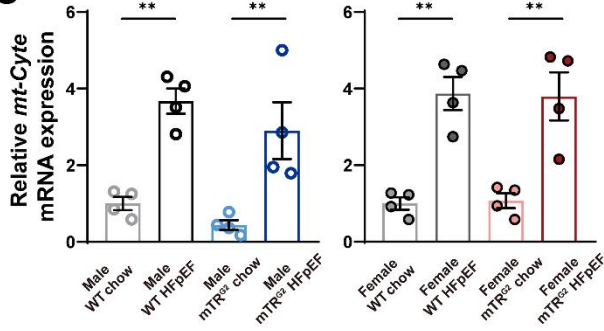 Relative mt-Cyte
mRNA expression
6
4
2
0
**
**
Male
WT chow
Male
WT HFpEF
Male
mTRᴳ² chow
Male
mTRᴳ² HFpEF
6
4
2
0
**
**
Female
WT chow
Female
WT HFpEF
Female
mTRᴳ² chow
Female
mTRᴳ² HFpEF